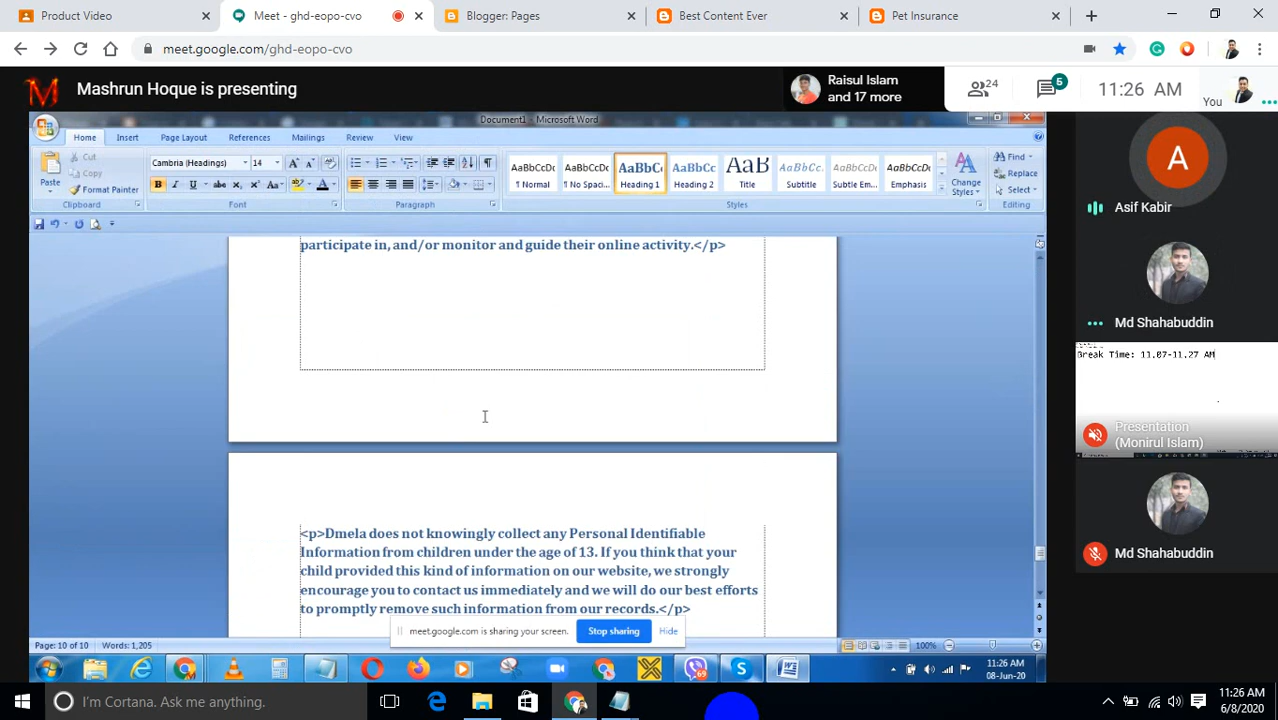 Product Video
Meet - ghd-eopo-cvo
Blogger: Pages
Best Content Ever
Pet Insurance
meet.google.com/ghd-eopo-cvo
Mashrun Hoque is presenting
Raisul Islam
and 17 more
24
5
11:26 AM
You
Document1 - Microsoft Word
Home
Insert
Page Layout
References
Mailings
Review
View
Paste
Cut
Copy
Format Painter
Clipboard
Cambria (Headings)
14
Font
Paragraph
AaBbCcDc
¶ Normal
AaBbCcDc
¶ No Spaci...
AaBbC
Heading 1
AaBbCc
Heading 2
AaB
Title
AaBbCc.
Subtitle
AaBbCcDc
Subtle Em...
AaBbCcDc
Emphasis
Change
Styles
Styles
Find
Replace
Select
Editing
participate in, and/or monitor and guide their online activity.</p>
<p>Dmela does not knowingly collect any Personal Identifiable
Information from children under the age of 13. If you think that your
child provided this kind of information on our website, we strongly
encourage you to contact us immediately and we will do our best efforts
to promptly remove such information from our records.</p>
meet.google.com is sharing your screen.
Stop sharing
Hide
Page: 10 of 10
Words: 1,205
100%
11:26 AM
08-Jun-20
A
Asif Kabir
Md Shahabuddin
Break Time: 11.07-11.27 AM
Presentation
(Monirul Islam)
Md Shahabuddin
I'm Cortana. Ask me anything.
11:26 AM
6/8/2020